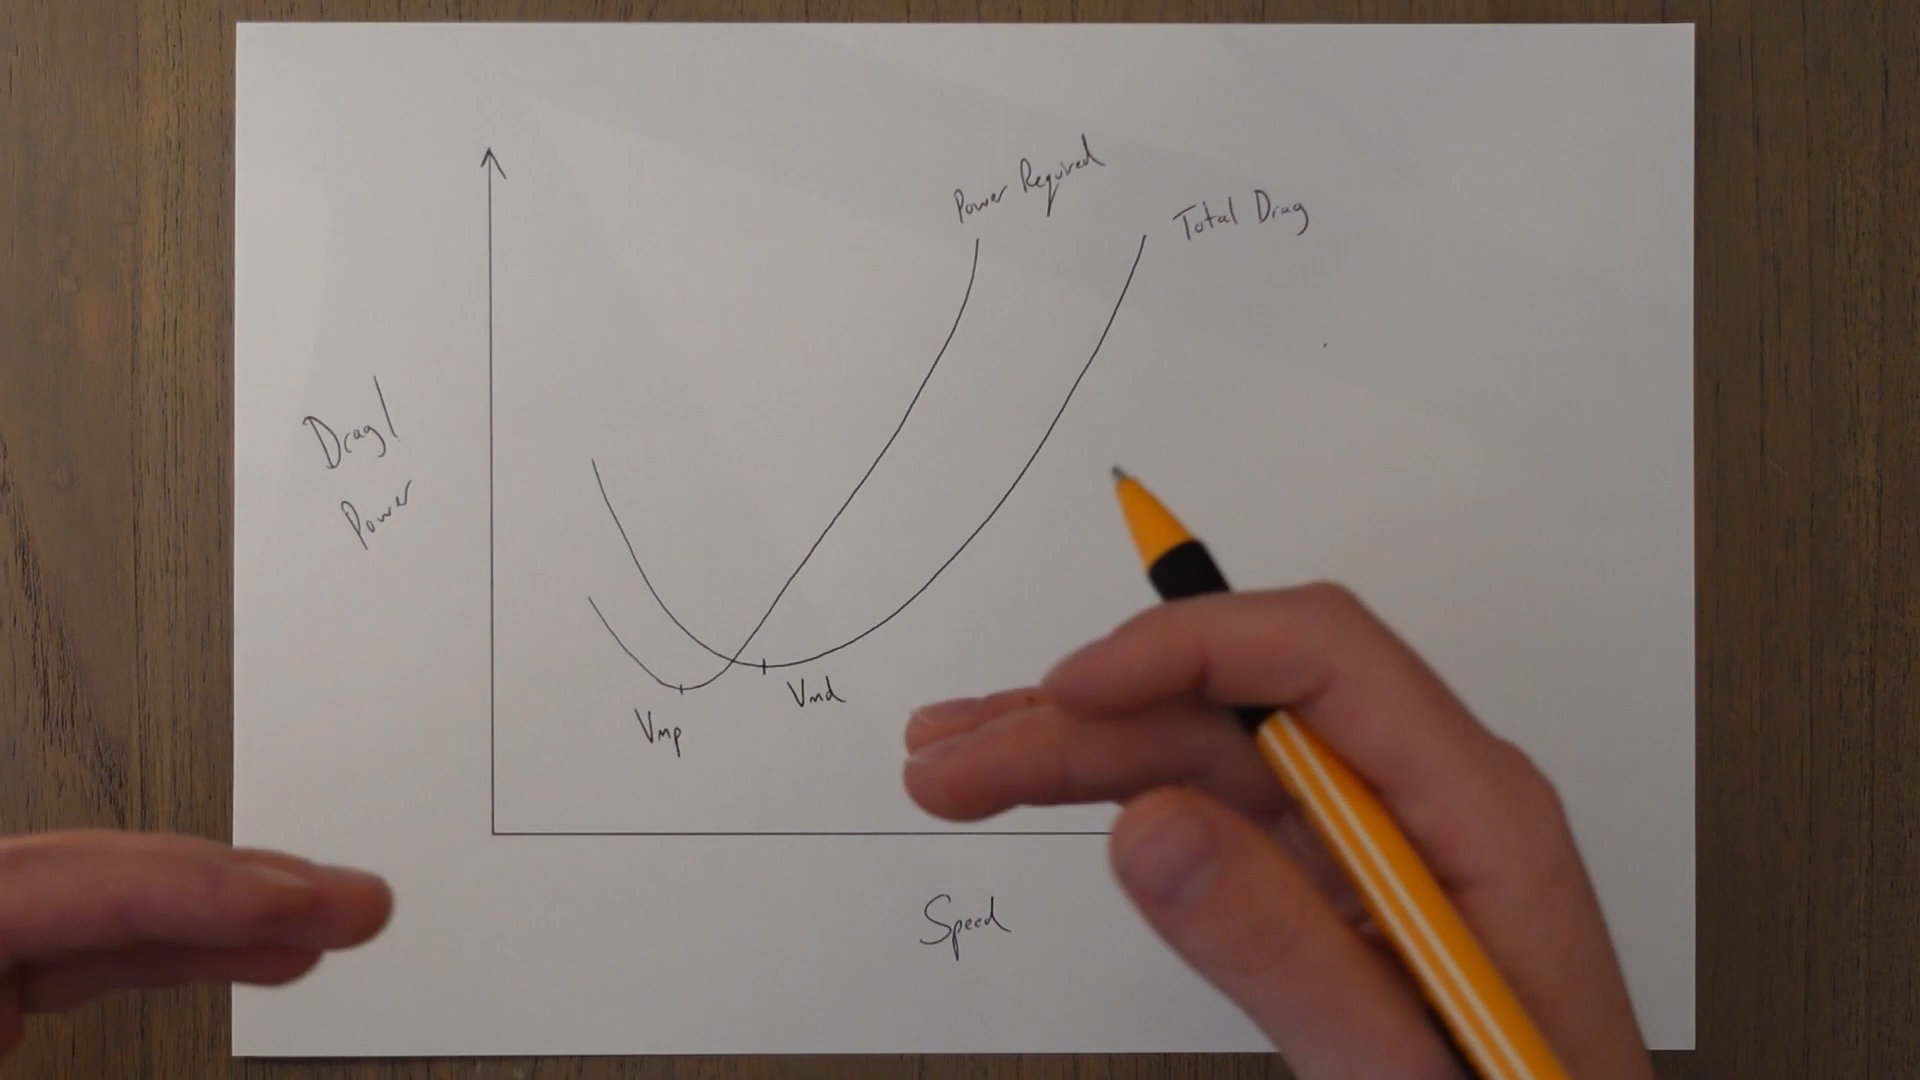 Power Required
Total Drag
Drag/
Power
Vmd
Vmp
Speed